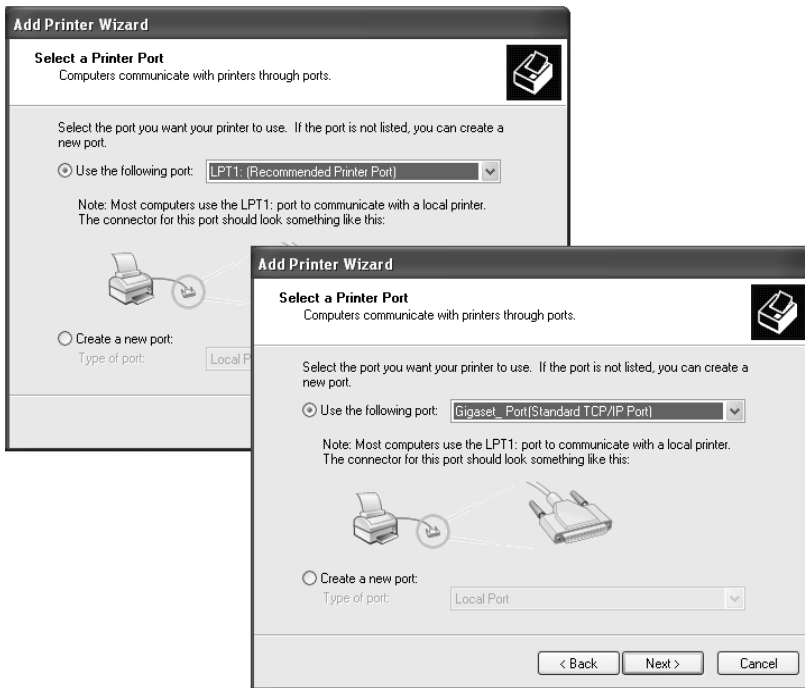 Add Printer Wizard
Select a Printer Port
Computers communicate with printers through ports.
Select the port you want your printer to use. If the port is not listed, you can create a
new port.
Use the following port: LPT1: (Recommended Printer Port)
Note: Most computers use the LPT1: port to communicate with a local printer.
The connector for this port should look something like this:
Create a new port:
Type of port: Local P
Add Printer Wizard
Select a Printer Port
Computers communicate with printers through ports.
Select the port you want your printer to use. If the port is not listed, you can create a
new port.
Use the following port: Gigaset_ Port(Standard TCP/IP Port)
Note: Most computers use the LPT1: port to communicate with a local printer.
The connector for this port should look something like this:
Create a new port:
Type of port: Local Port
< Back Next > Cancel